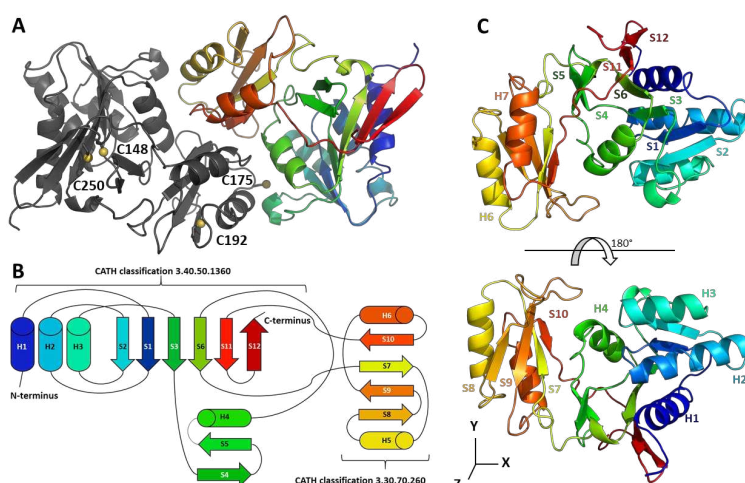 A
C148
C250
C175
C192
B
CATH classification 3.40.50.1360
H1
H2
H3
S2
S1
S3
S6
S11
S12
C-terminus
N-terminus
H4
S5
S4
H6
S10
S7
S9
S8
H5
CATH classification 3.30.70.260
C
S12
S11
S5
S6
H7
S3
S4
S1
S2
H6
180°
S10
H4
H3
S8
S9
S7
H2
H1
Y
X
Z